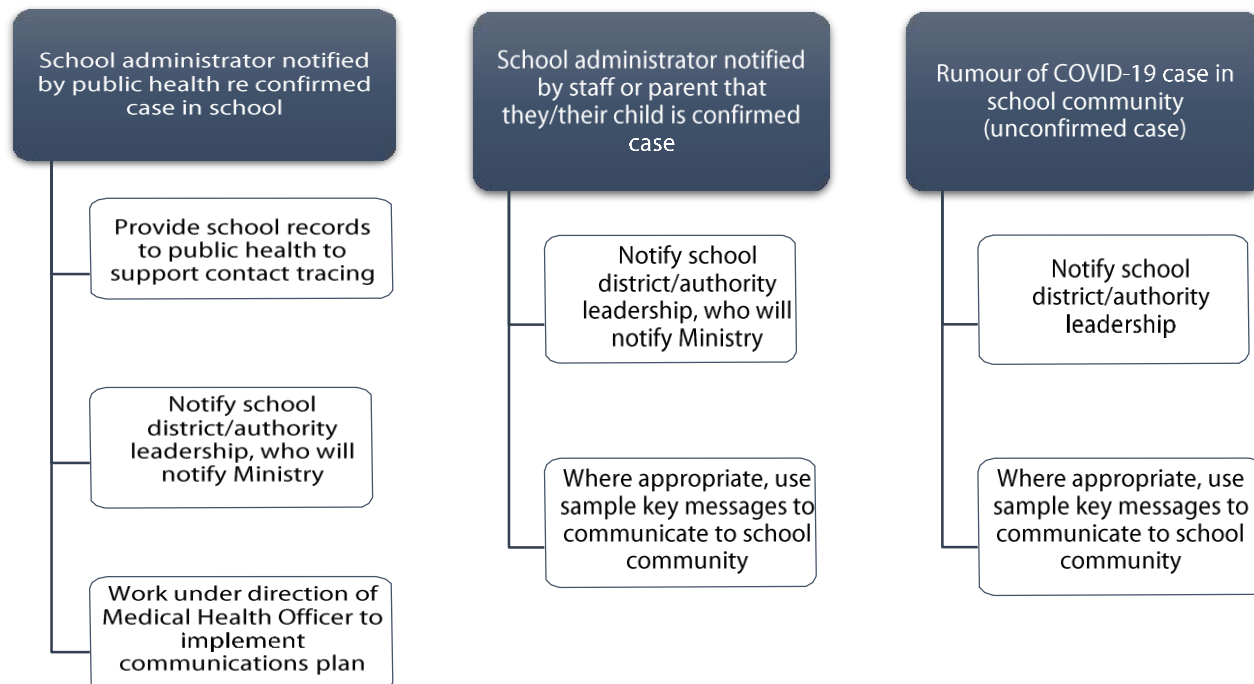 School administrator notified
by public health re confirmed
case in school
Provide school records
to public health to
support contact tracing
Notify school
district/authority
leadership, who will
notify Ministry
Work under direction of
Medical Health Officer to
implement
communications plan
School administrator notified
by staff or parent that
they/their child is confirmed
case
Notify school
district/authority
leadership, who will
notify Ministry
Where appropriate, use
sample key messages to
communicate to school
community
Rumour of COVID-19 case in
school community
(unconfirmed case)
Notify school
district/authority
leadership
Where appropriate, use
sample key messages to
communicate to school
community